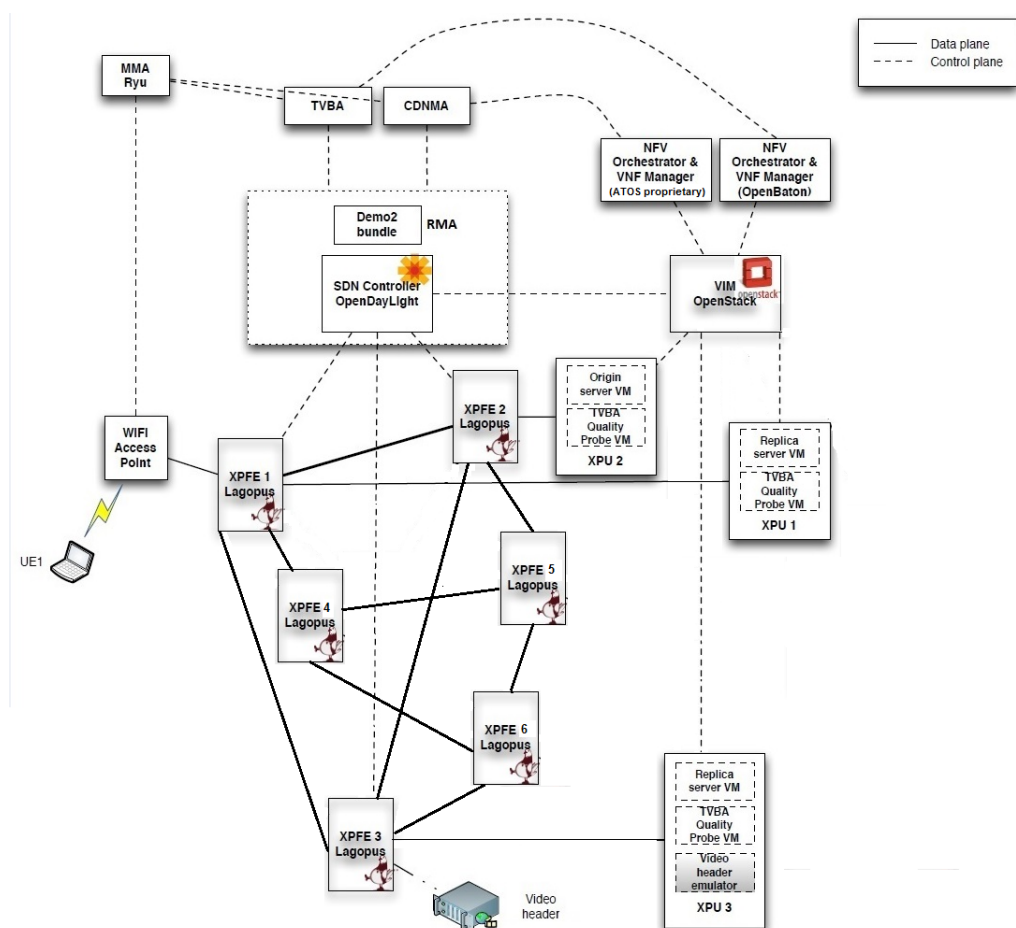 Data plane
Control plane
MMA
Ryu
TVBA
CDNMA
NFV
Orchestrator &
VNF Manager
(ATOS proprietary)
NFV
Orchestrator &
VNF Manager
(OpenBaton)
Demo2
bundle
RMA
SDN Controller
OpenDayLight
VIM
OpenStack
openstack
WIFI
Access
Point
UE1
XPFE 1
Lagopus
XPFE 2
Lagopus
Origin
server VM
TVBA
Quality
Probe VM
XPU 2
Replica
server VM
TVBA
Quality
Probe VM
XPU 1
XPFE 4
Lagopus
XPFE 5
Lagopus
XPFE 6
Lagopus
XPFE 3
Lagopus
Video
header
Replica
server VM
TVBA
Quality
Probe VM
Video
header
emulator
XPU 3